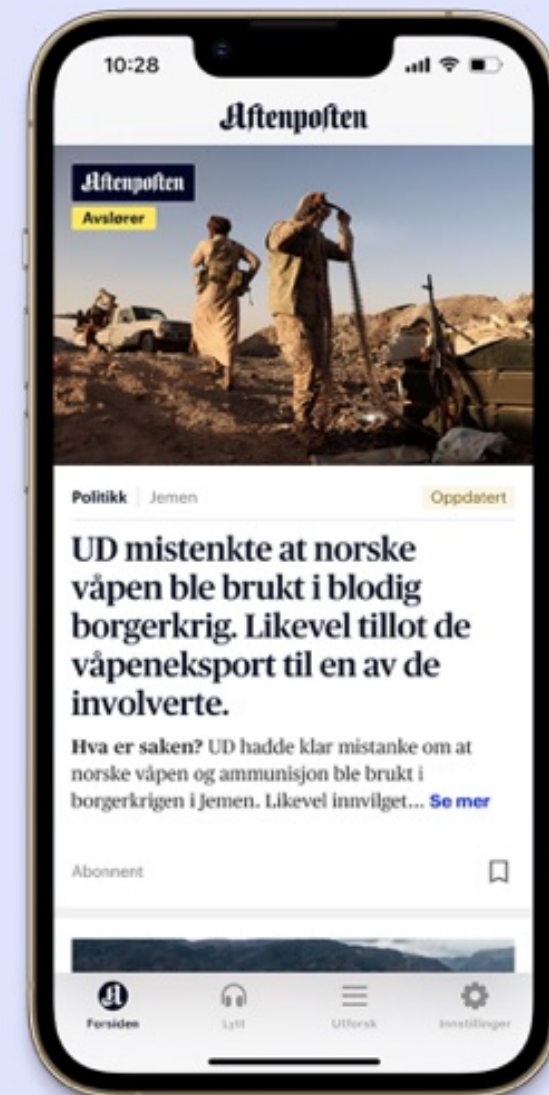 10:28
Aftenposten
Aftenposten
Avslører
Politikk | Jemen
Oppdatert
UD mistenkte at norske
våpen ble brukt i blodig
borgerkrig. Likevel tillot de
våpeneksport til en av de
involverte.
Hva er saken? UD hadde klar mistanke om at
norske våpen og ammunisjon ble brukt i
borgerkrigen i Jemen. Likevel innvilget... Se mer
Abonnent
Forsiden
Lytt
Utforsk
Innstillinger